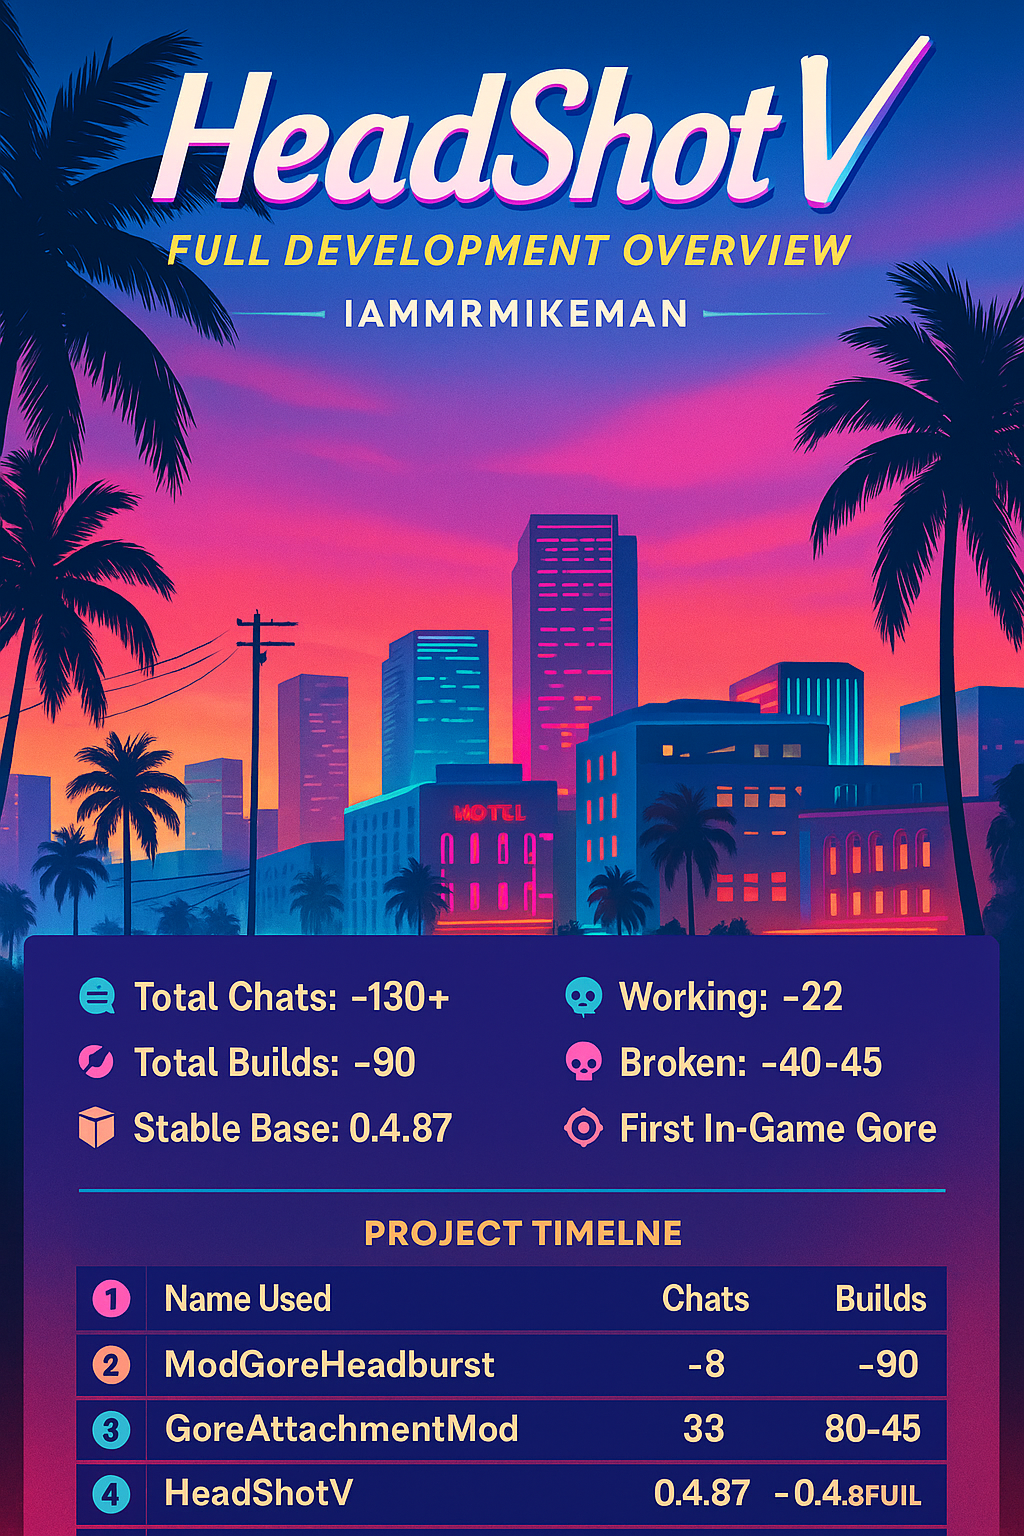 HeadShotV
FULL DEVELOPMENT OVERVIEW
IAMMRMIKEMAN
MOTEL
Total Chats: -130+
Working: -22
Total Builds: -90
Broken: -40-45
Stable Base: 0.4.87
First In-Game Gore
PROJECT TIMELNE
1 Name Used Chats Builds
2 ModGoreHeadburst -8 -90
3 GoreAttachmentMod 33 80-45
4 HeadShotV 0.4.87 -0.4.8FUIL